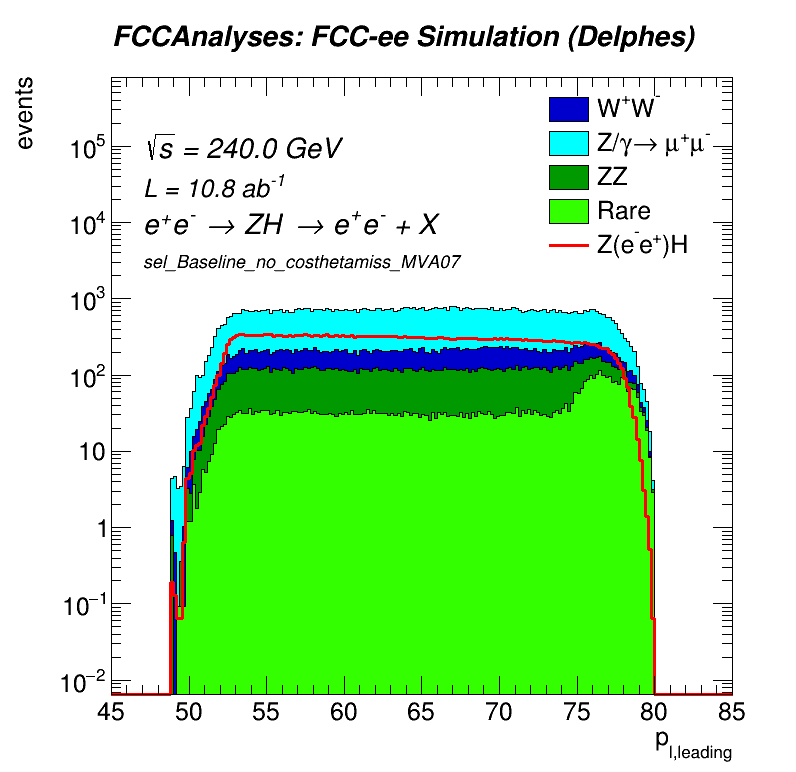 FCCAnalyses: FCC-ee Simulation (Delphes)
events
√s = 240.0 GeV
L = 10.8 ab⁻¹
e⁺e⁻ → ZH → e⁺e⁻ + X
sel_Baseline_no_costhetamiss_MVA07
W⁺W⁻
Z/γ→ μ⁺μ⁻
ZZ
Rare
Z(e⁻e⁺)H
10⁵
10⁴
10³
10²
10
1
10⁻¹
10⁻²
45 50 55 60 65 70 75 80 85
p_l,leading